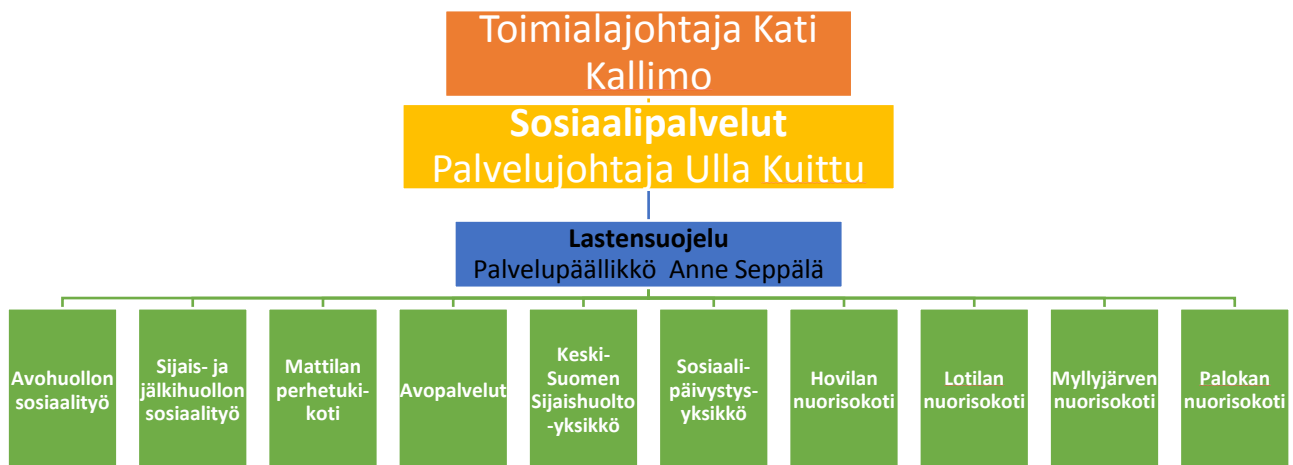 Toimialajohtaja Kati
Kallimo
Sosiaalipalvelut
Palvelujohtaja Ulla Kuittu
Lastensuojelu
Palvelupäällikkö Anne Seppälä
Avohuollon
sosiaalityö
Sijais- ja
jälkihuollon
sosiaalityö
Mattilan
perhetuki-
koti
Avopalvelut
Keski-
Suomen
Sijaishuolto
-yksikkö
Sosiaali-
päivystys-
yksikkö
Hovilan
nuorisokoti
Lotilan
nuorisokoti
Myllyjärven
nuorisokoti
Palokan
nuorisokoti